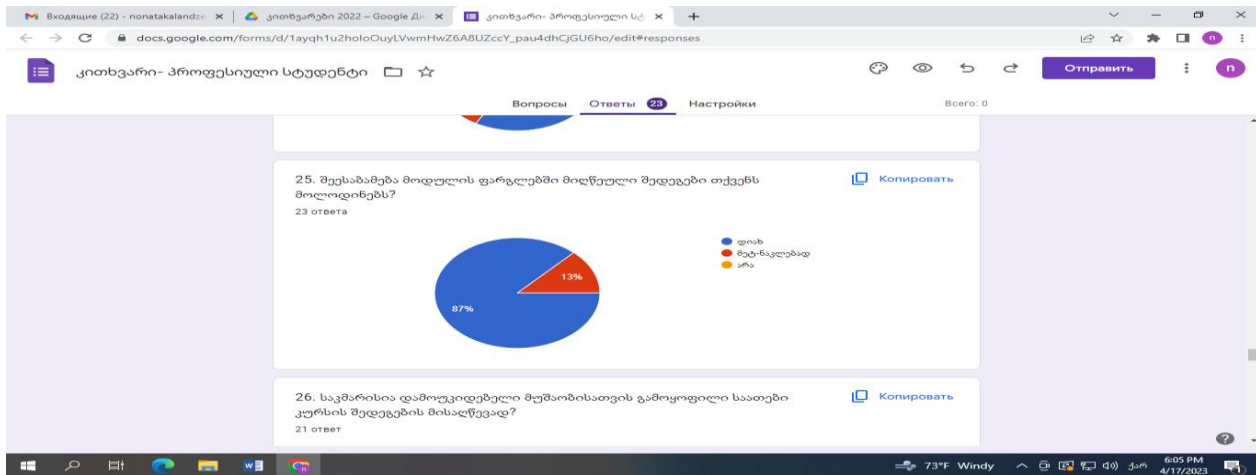 Входящие (22) - nonatakalandze
კითხვარები 2022 – Google Ди
კითხვარი- პროფესიული სტ
docs.google.com/forms/d/1ayqh1u2holoOuyLVwmHwZ6A8UZccY_pau4dhCjGU6ho/edit#responses
კითხვარი- პროფესიული სტუდენტი
Отправить
п
Вопросы Ответы 23 Настройки
Всего: 0
25. შეესაბამება მოდულის ფარგლებში მიღწეული შედეგები თქვენს
მოლოდინებს?
Копировать
23 ответа
დიახ
მეტ-ნაკლებად
არა
13%
87%
26. საკმარისია დამოუკიდებელი მუშაობისათვის გამოყოფილი საათები
კურსის შედეგების მისაღწევად?
Копировать
21 ответ
73°F Windy
ქარ
6:05 PM
4/17/2023